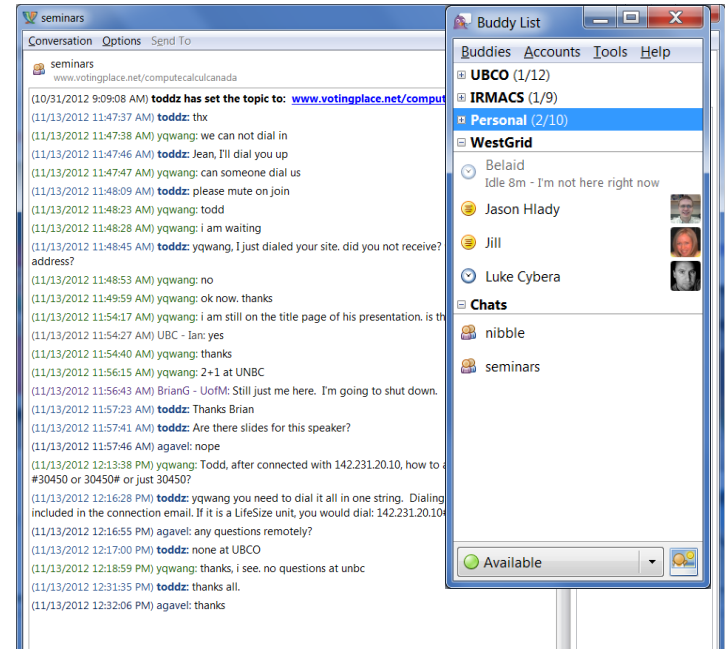 seminars
Conversation Options Send To
seminars
www.votingplace.net/computecalculcanada
(10/31/2012 9:09:08 AM) toddz has set the topic to: www.votingplace.net/comput
(11/13/2012 11:47:37 AM) toddz: thx
(11/13/2012 11:47:38 AM) yqwang: we can not dial in
(11/13/2012 11:47:46 AM) toddz: Jean, I'll dial you up
(11/13/2012 11:47:47 AM) yqwang: can someone dial us
(11/13/2012 11:48:09 AM) toddz: please mute on join
(11/13/2012 11:48:23 AM) yqwang: todd
(11/13/2012 11:48:28 AM) yqwang: i am waiting
(11/13/2012 11:48:45 AM) toddz: yqwang, I just dialed your site. did you not receive?
address?
(11/13/2012 11:48:53 AM) yqwang: no
(11/13/2012 11:49:59 AM) yqwang: ok now. thanks
(11/13/2012 11:54:17 AM) yqwang: i am still on the title page of his presentation. is th
(11/13/2012 11:54:27 AM) UBC - Ian: yes
(11/13/2012 11:54:40 AM) yqwang: thanks
(11/13/2012 11:56:15 AM) yqwang: 2+1 at UNBC
(11/13/2012 11:56:43 AM) BrianG - UofM: Still just me here. I'm going to shut down.
(11/13/2012 11:57:23 AM) toddz: Thanks Brian
(11/13/2012 11:57:41 AM) toddz: Are there slides for this speaker?
(11/13/2012 11:57:46 AM) agavel: nope
(11/13/2012 12:13:38 PM) yqwang: Todd, after connected with 142.231.20.10, how to a
#30450 or 30450# or just 30450?
(11/13/2012 12:16:28 PM) toddz: yqwang you need to dial it all in one string. Dialing
included in the connection email. If it is a LifeSize unit, you would dial: 142.231.20.10#
(11/13/2012 12:16:55 PM) agavel: any questions remotely?
(11/13/2012 12:17:00 PM) toddz: none at UBCO
(11/13/2012 12:18:59 PM) yqwang: thanks, i see. no questions at unbc
(11/13/2012 12:31:35 PM) toddz: thanks all.
(11/13/2012 12:32:06 PM) agavel: thanks
Buddy List
Buddies Accounts Tools Help
UBCO (1/12)
IRMACS (1/9)
Personal (2/10)
WestGrid
Belaid
Idle 8m - I'm not here right now
Jason Hlady
Jill
Luke Cybera
Chats
nibble
seminars
Available